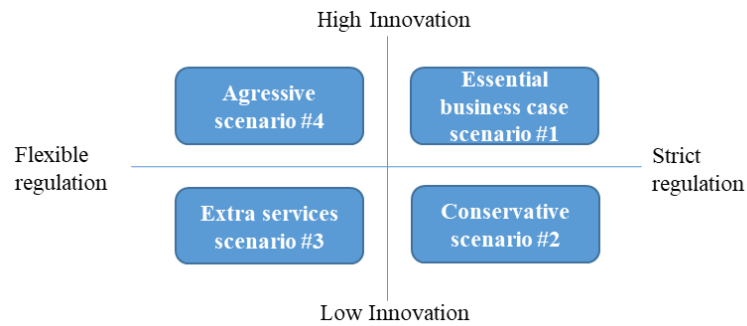 High Innovation
Agressive
scenario #4
Essential
business case
scenario #1
Flexible
regulation
Strict
regulation
Extra services
scenario #3
Conservative
scenario #2
Low Innovation